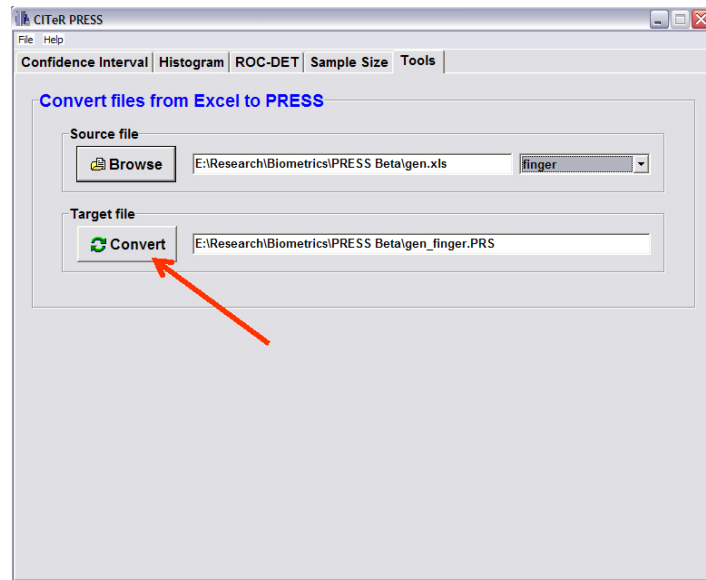 CITeR PRESS
File Help
Confidence Interval Histogram ROC-DET Sample Size Tools
Convert files from Excel to PRESS
Source file
Browse E:\Research\Biometrics\PRESS Beta\gen.xls finger
Target file
Convert E:\Research\Biometrics\PRESS Beta\gen_finger.PRS